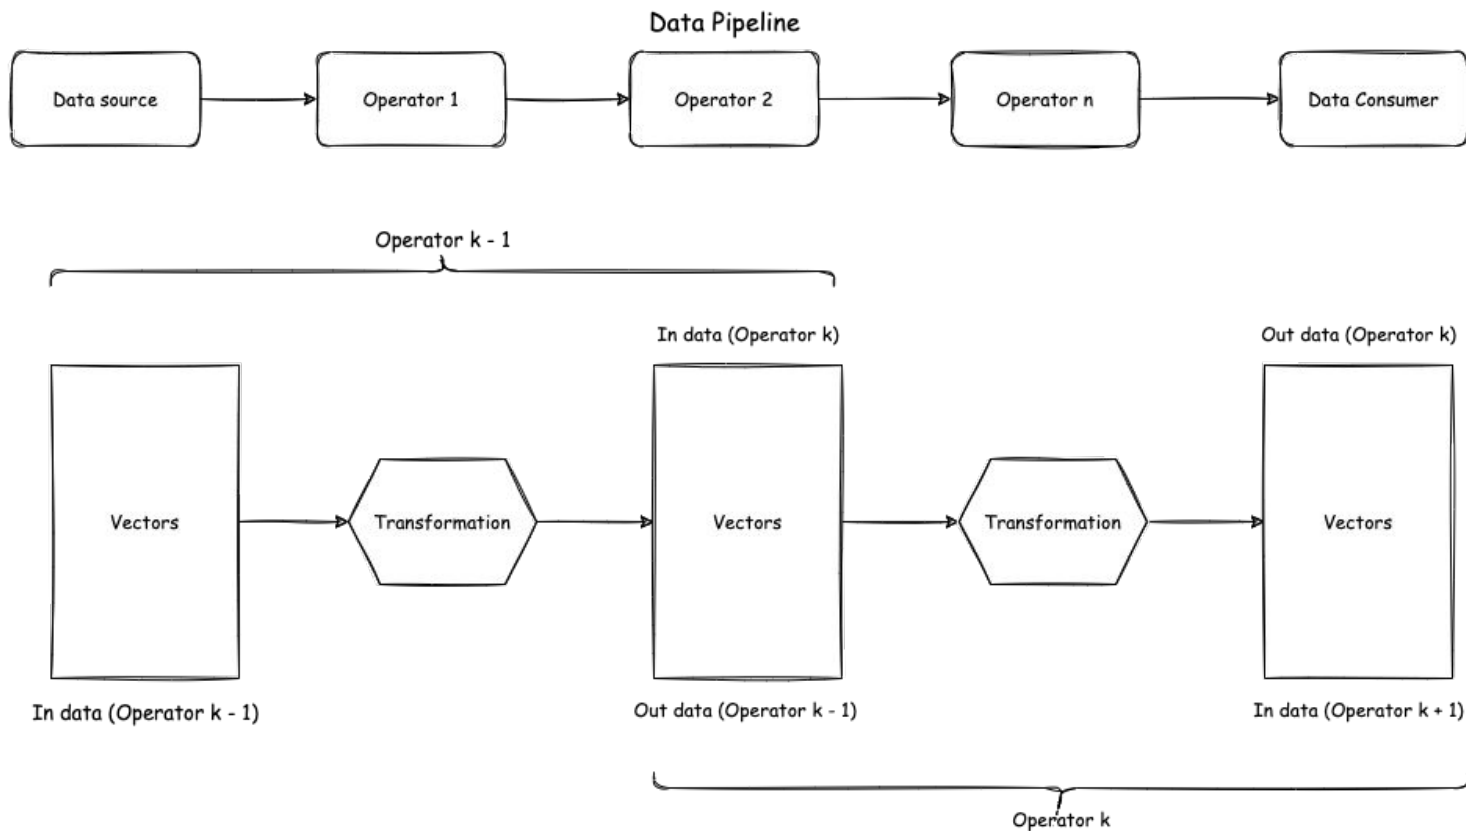 Data Pipeline
Data source
Operator 1
Operator 2
Operator n
Data Consumer
Operator k - 1
In data (Operator k)
Out data (Operator k)
Vectors
Transformation
Vectors
Transformation
Vectors
In data (Operator k - 1)
Out data (Operator k - 1)
In data (Operator k + 1)
Operator k